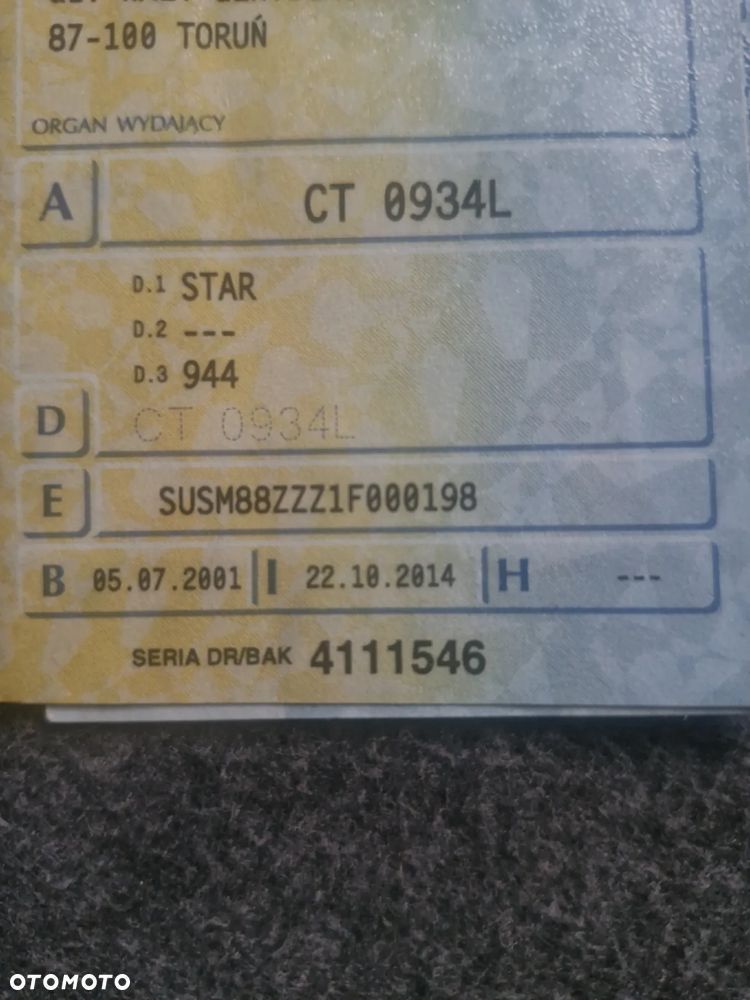 87-100 TORUŃ
ORGAN WYDAJĄCY
A CT 0934L
D.1 STAR
D.2 ---
D.3 944
D CT 0934L
E SUSM88ZZZ1F000198
B 05.07.2001 I 22.10.2014 H ---
SERIA DR/BAK 4111546
OTOMOTO